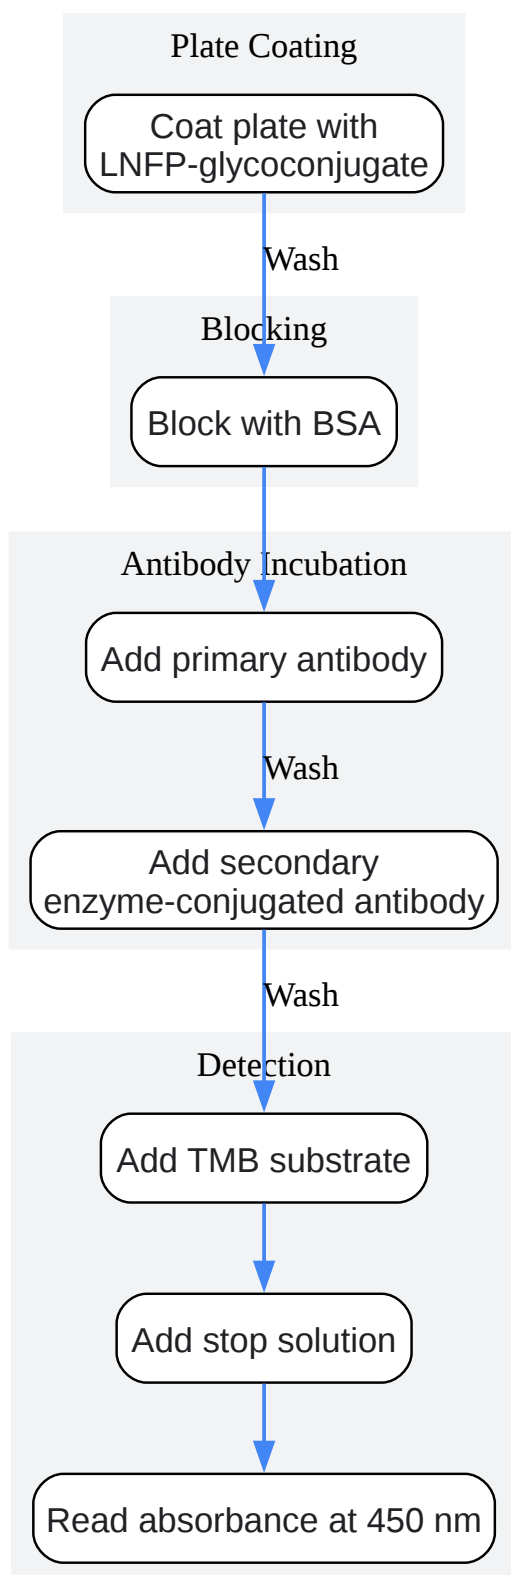 Plate Coating
Coat plate with
LNFP-glycoconjugate
Wash
Blocking
Block with BSA
Antibody Incubation
Add primary antibody
Wash
Add secondary
enzyme-conjugated antibody
Wash
Detection
Add TMB substrate
Add stop solution
Read absorbance at 450 nm